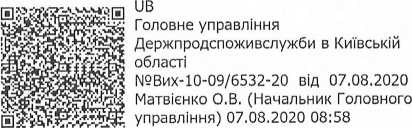 UB
Головне управління
Держпродспоживслужби в Київській
області
№Вих-10-09/6532-20 від 07.08.2020
Матвієнко О.В. (Начальник Головного
управління) 07.08.2020 08:58